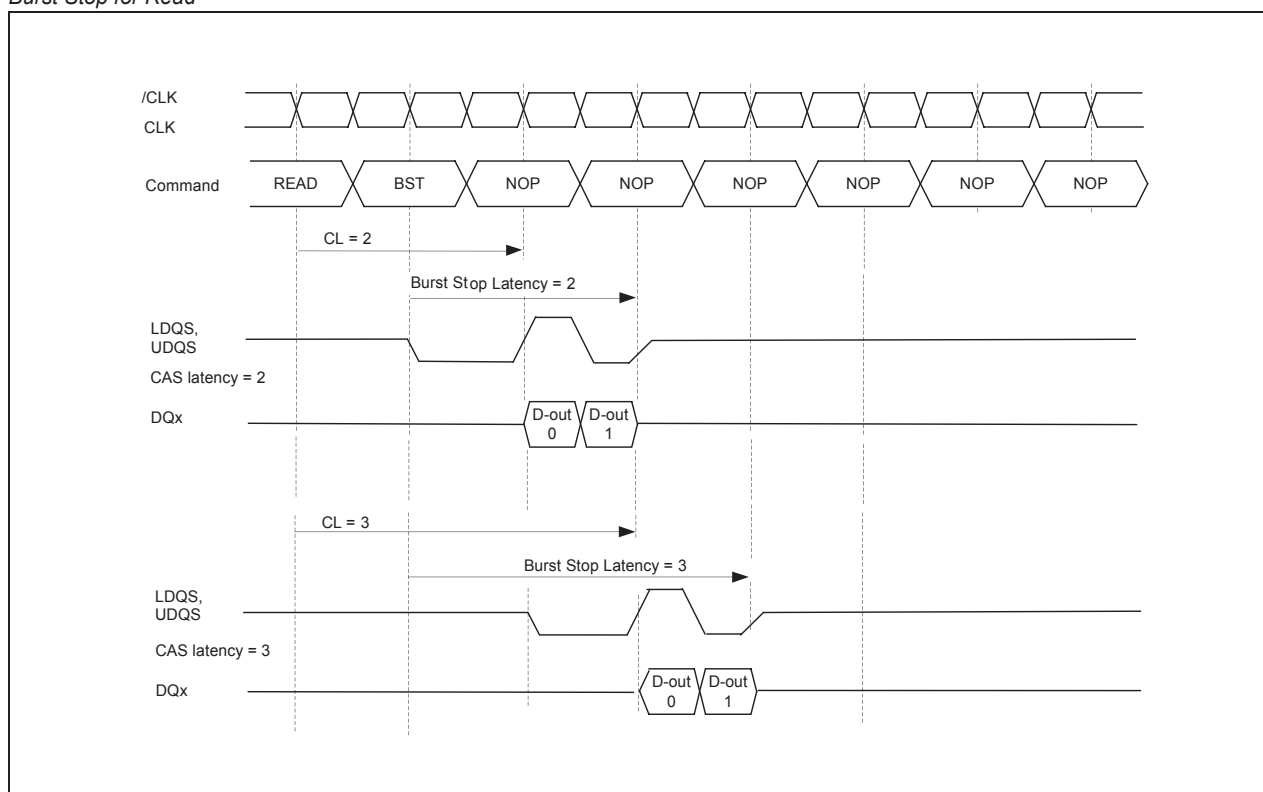 Burst Stop for Read
/CLK
CLK
Command READ BST NOP NOP NOP NOP NOP NOP
CL = 2
Burst Stop Latency = 2
LDQS,
UDQS
CAS latency = 2
DQx
D-out D-out
0 1
CL = 3
Burst Stop Latency = 3
LDQS,
UDQS
CAS latency = 3
DQx
D-out D-out
0 1